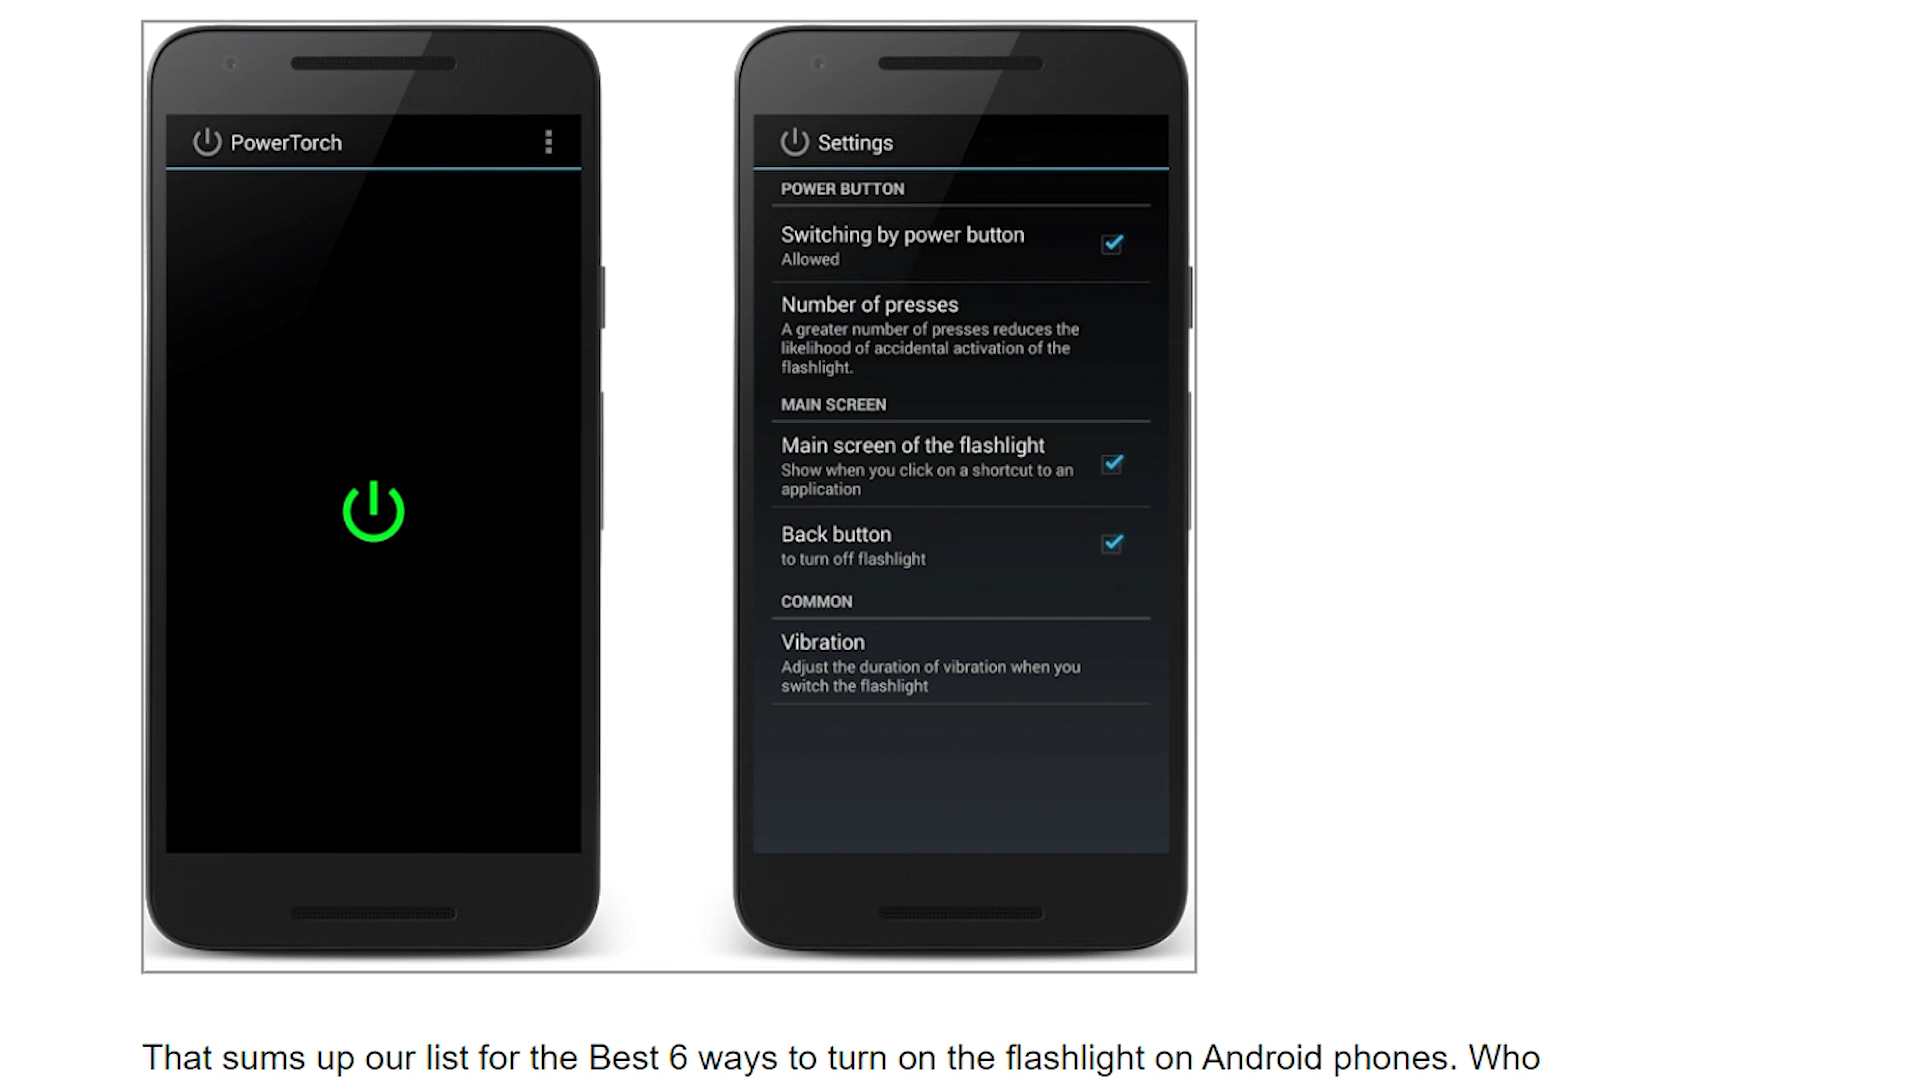 PowerTorch
Settings
POWER BUTTON
Switching by power button
Allowed
Number of presses
A greater number of presses reduces the
likelihood of accidental activation of the
flashlight.
MAIN SCREEN
Main screen of the flashlight
Show when you click on a shortcut to an
application
Back button
to turn off flashlight
COMMON
Vibration
Adjust the duration of vibration when you
switch the flashlight
That sums up our list for the Best 6 ways to turn on the flashlight on Android phones. Who